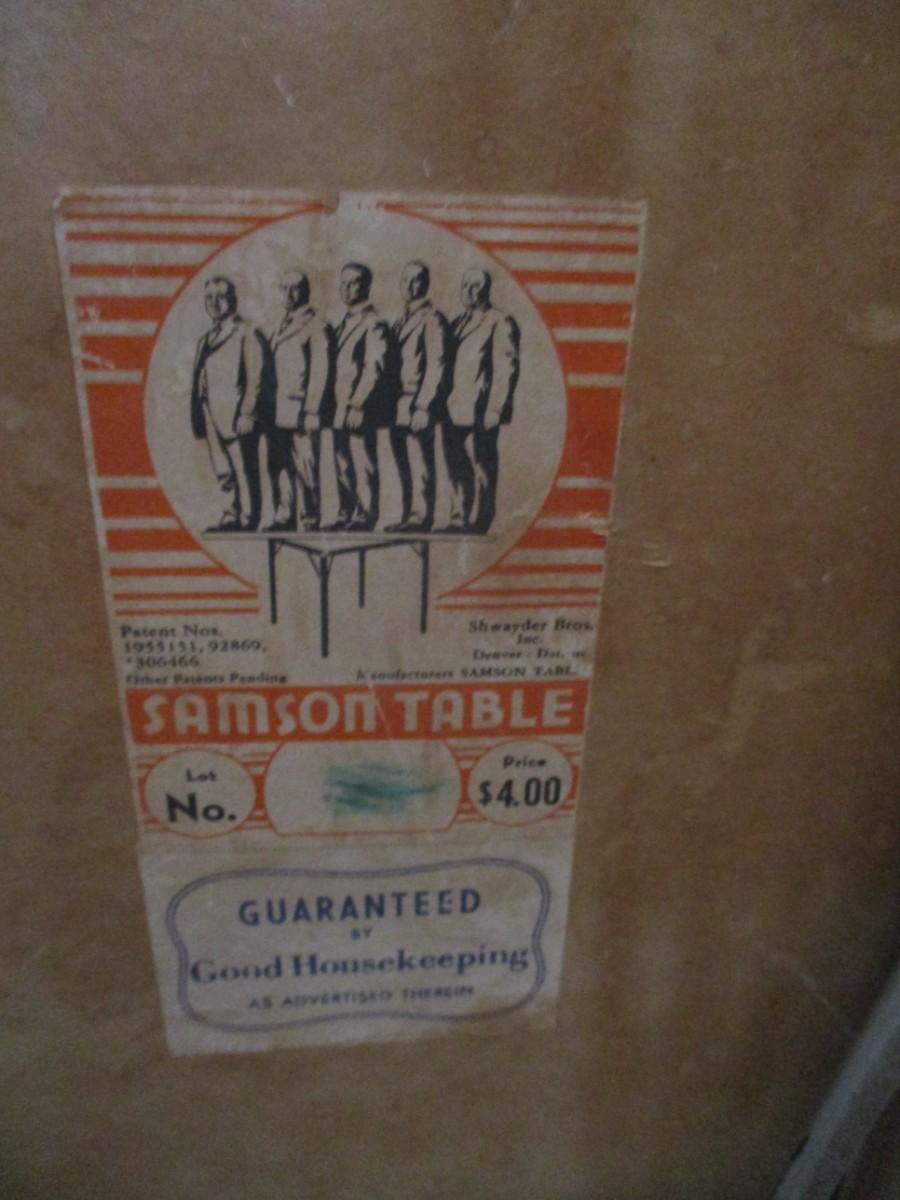 Patent Nos.
1955151, 92869,
*306466
Other Patents Pending
Shwayder Bros.
Inc.
Denver -
Manufacturers SAMSON
SAMSON TABLE
Lot
No.
Price
$4.00
GUARANTEED
BY
Good Housekeeping
AS ADVERTISED THEREIN